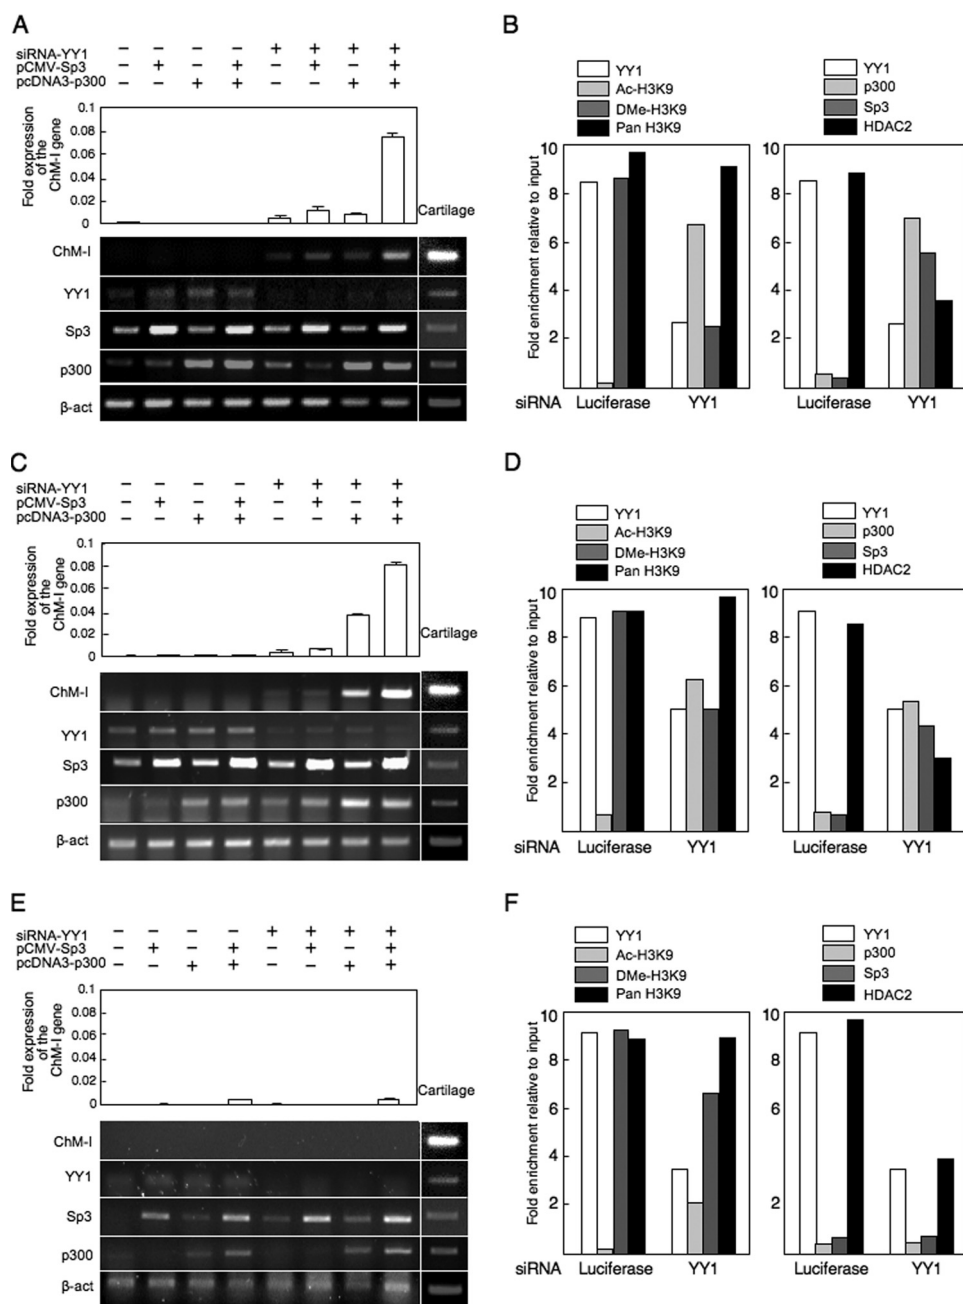 A
siRNA-YY1 − − − − + + + +
pCMV-Sp3 − + − + − + − +
pcDNA3-p300 − − + + − − + +
Fold expression
of the
ChM-I gene
0.1
0.08
0.06
0.04
0.02
0
Cartilage
ChM-I
YY1
Sp3
p300
β-act
B
YY1
Ac-H3K9
DMe-H3K9
Pan H3K9
YY1
p300
Sp3
HDAC2
Fold enrichment relative to input
10
8
6
4
2
10
8
6
4
2
siRNA Luciferase YY1 Luciferase YY1
C
siRNA-YY1 − − − − + + + +
pCMV-Sp3 − + − + − + − +
pcDNA3-p300 − − + + − − + +
Fold expression
of the
ChM-I gene
0.1
0.08
0.06
0.04
0.02
0
Cartilage
ChM-I
YY1
Sp3
p300
β-act
D
YY1
Ac-H3K9
DMe-H3K9
Pan H3K9
YY1
p300
Sp3
HDAC2
Fold enrichment relative to input
10
8
6
4
2
10
8
6
4
2
siRNA Luciferase YY1 Luciferase YY1
E
siRNA-YY1 − − − − + + + +
pCMV-Sp3 − + − + − + − +
pcDNA3-p300 − − + + − − + +
Fold expression
of the
ChM-I gene
0.1
0.08
0.06
0.04
0.02
0
Cartilage
ChM-I
YY1
Sp3
p300
β-act
F
YY1
Ac-H3K9
DMe-H3K9
Pan H3K9
YY1
p300
Sp3
HDAC2
Fold enrichment relative to input
10
8
6
4
2
10
8
6
4
2
siRNA Luciferase YY1 Luciferase YY1